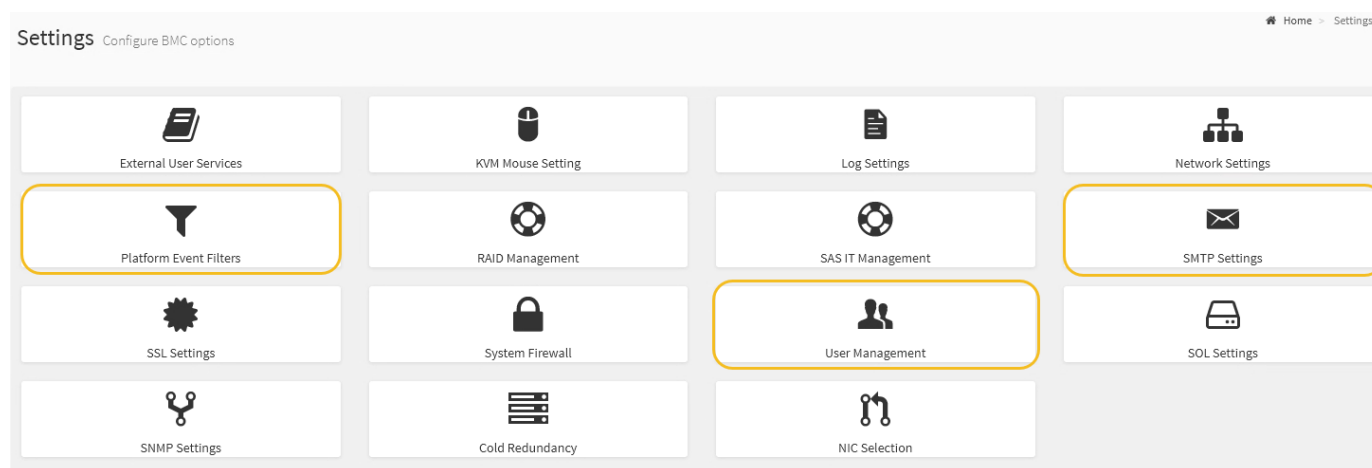 Home > Settings
Settings Configure BMC options
External User Services
KVM Mouse Setting
Log Settings
Network Settings
Platform Event Filters
RAID Management
SAS IT Management
SMTP Settings
SSL Settings
System Firewall
User Management
SOL Settings
SNMP Settings
Cold Redundancy
NIC Selection